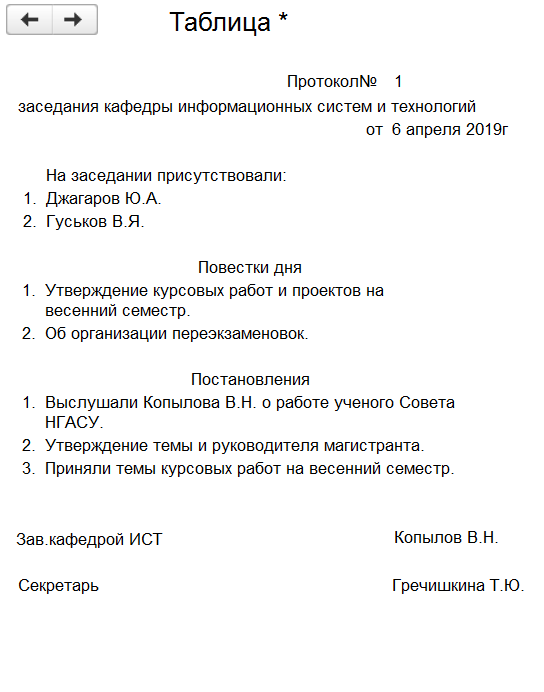 Таблица *
Протокол№ 1
заседания кафедры информационных систем и технологий
от 6 апреля 2019г
На заседании присутствовали:
1. Джагаров Ю.А.
2. Гуськов В.Я.
Повестки дня
1. Утверждение курсовых работ и проектов на
весенний семестр.
2. Об организации переэкзаменовок.
Постановления
1. Выслушали Копылова В.Н. о работе ученого Совета
НГАСУ.
2. Утверждение темы и руководителя магистранта.
3. Приняли темы курсовых работ на весенний семестр.
Зав.кафедрой ИСТ Копылов В.Н.
Секретарь Гречишкина Т.Ю.